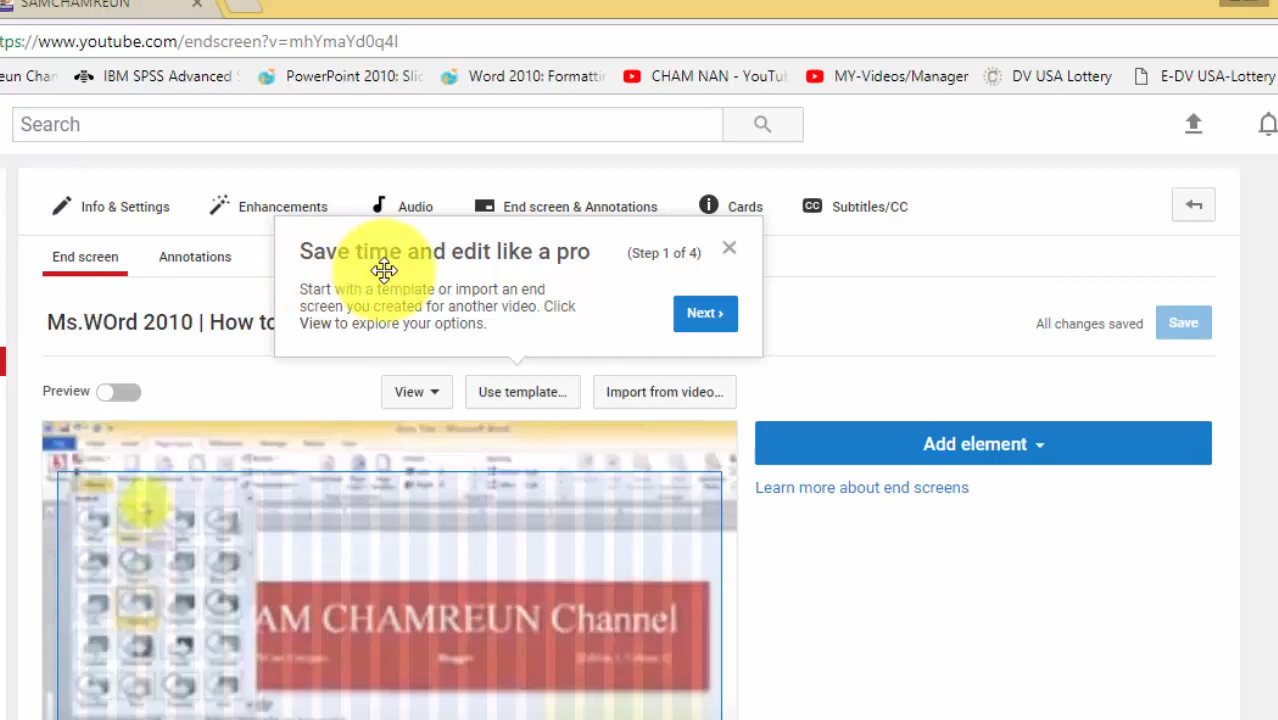 SAMCHAREUN
tps://www.youtube.com/endscreen?v=mhYmaYd0q4I
eun Chan IBM SPSS Advanced S PowerPoint 2010: Slic Word 2010: Formattin CHAM NAN - YouTu MY-Videos/Manager DV USA Lottery E-DV USA-Lottery
Search
Info & Settings Enhancements Audio End screen & Annotations Cards CC Subtitles/CC
End screen Annotations
Save time and edit like a pro (Step 1 of 4)
Start with a template or import an end
screen you created for another video. Click
View to explore your options.
Next ›
Ms.WOrd 2010 | How to
All changes saved Save
Preview View Use template... Import from video...
Add element
Learn more about end screens
AM CHAMREUN Channel